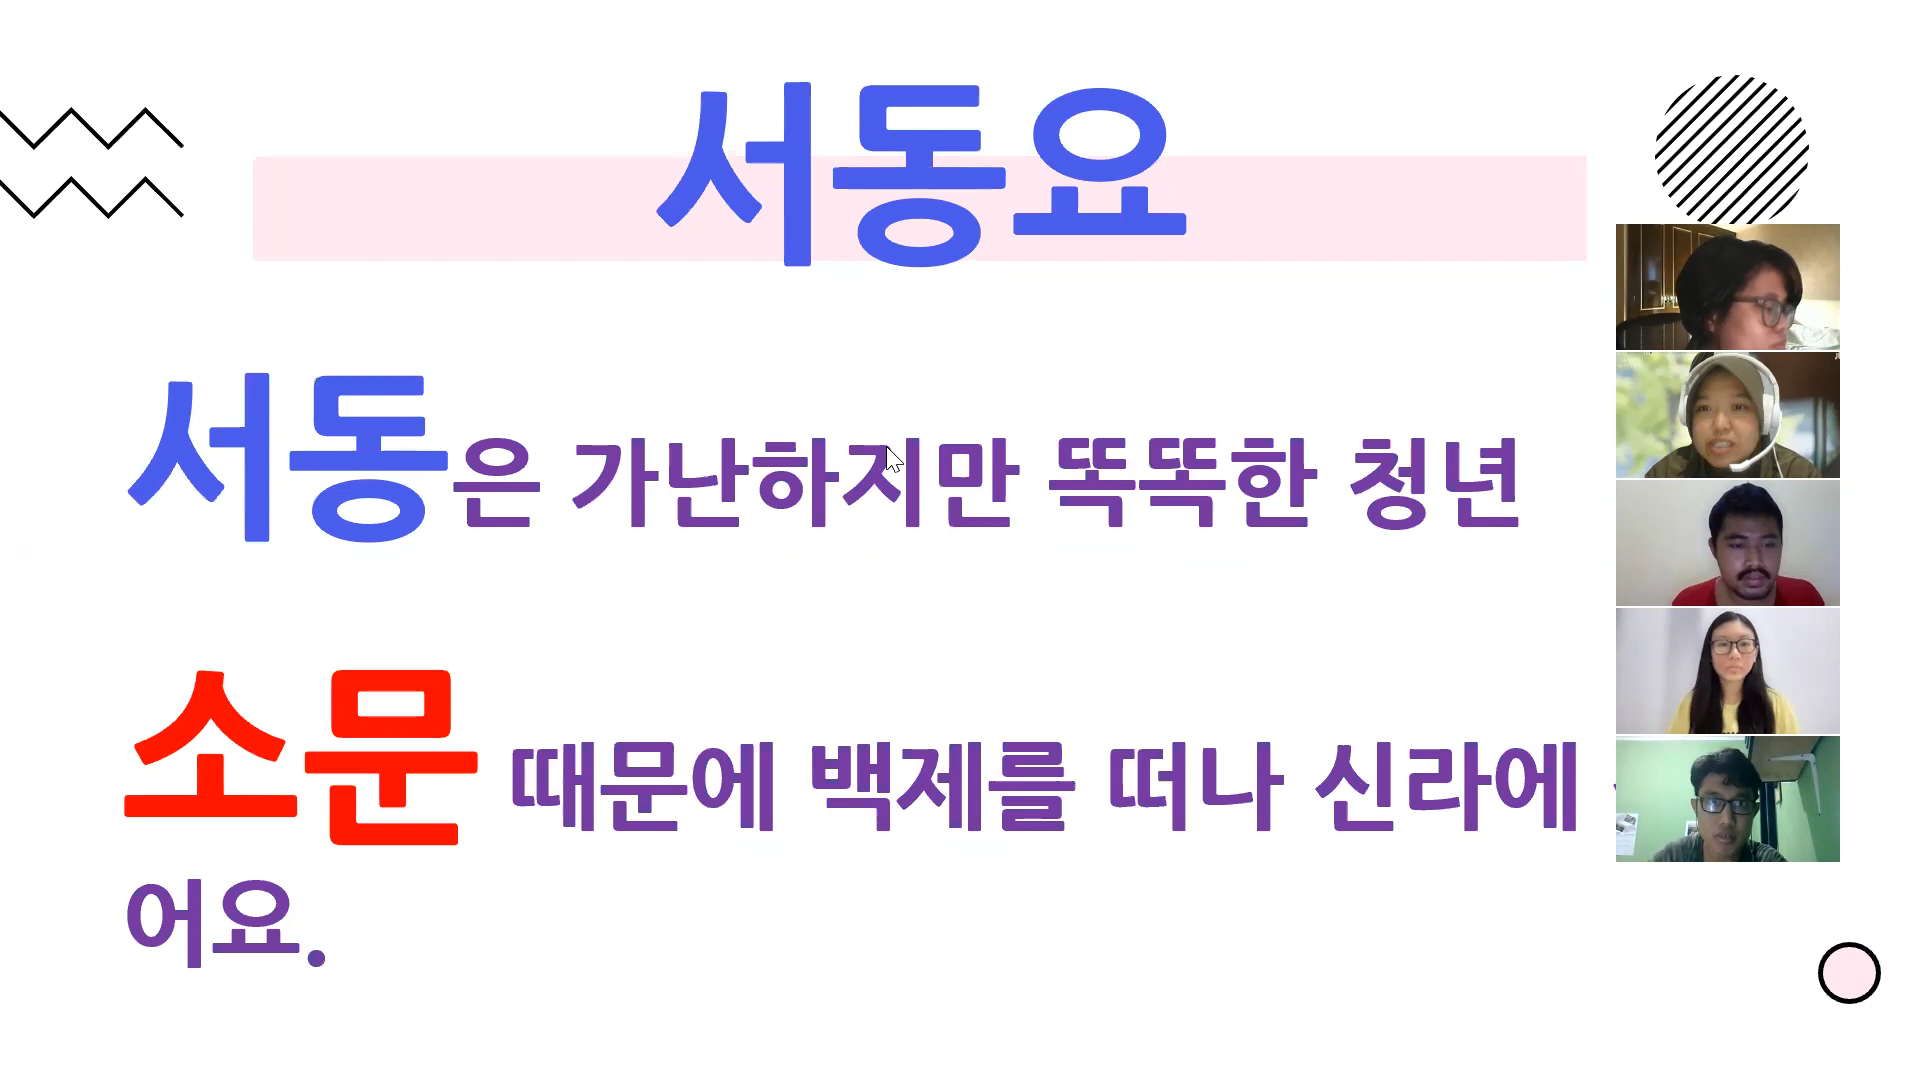 서동요
서동은 가난하지만 똑똑한 청년
소문 때문에 백제를 떠나 신라에
어요.